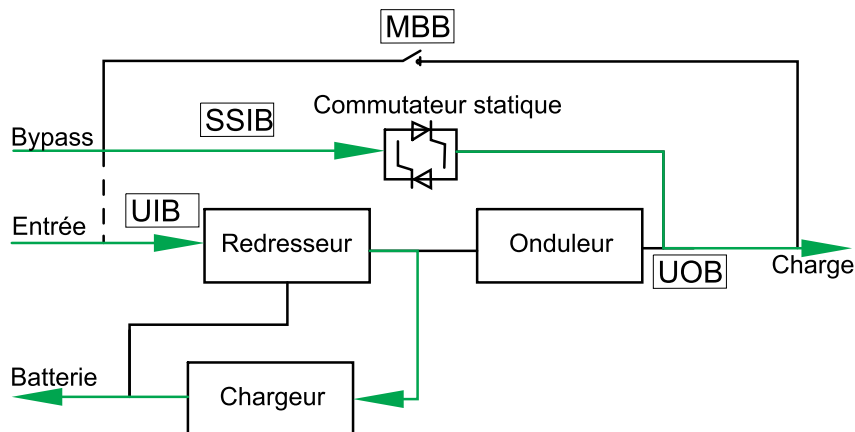 MBB
Commutateur statique
SSIB
Bypass
UIB
Entrée
Redresseur
Onduleur
UOB
Charge
Batterie
Chargeur